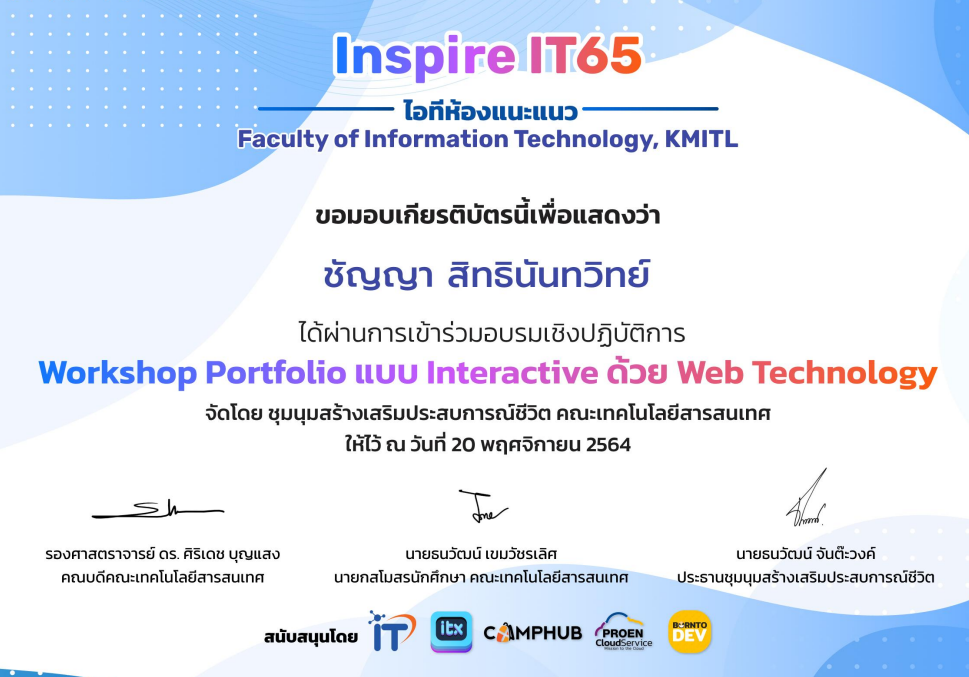 Inspire IT65
ไอทีห้องแนะแนว
Faculty of Information Technology, KMITL
ขอมอบเกียรติบัตรนี้เพื่อแสดงว่า
ชัญญา สิทธินันทวิทย์
ได้ผ่านการเข้าร่วมอบรมเชิงปฏิบัติการ
Workshop Portfolio แบบ Interactive ด้วย Web Technology
จัดโดย ชุมนุมสร้างเสริมประสบการณ์ชีวิต คณะเทคโนโลยีสารสนเทศ
ให้ไว้ ณ วันที่ 20 พฤศจิกายน 2564
รองศาสตราจารย์ ดร. ศิริเดช บุญแสง
คณบดีคณะเทคโนโลยีสารสนเทศ
นายธนวัฒน์ เขมวัชรเลิศ
นายกสโมสรนักศึกษา คณะเทคโนโลยีสารสนเทศ
นายธนวัฒน์ จันต๊ะวงค์
ประธานชุมนุมสร้างเสริมประสบการณ์ชีวิต
สนับสนุนโดย
IT
itx
CAMPHUB
PROEN
CloudService
Mission to the Cloud
BORNTO
DEV